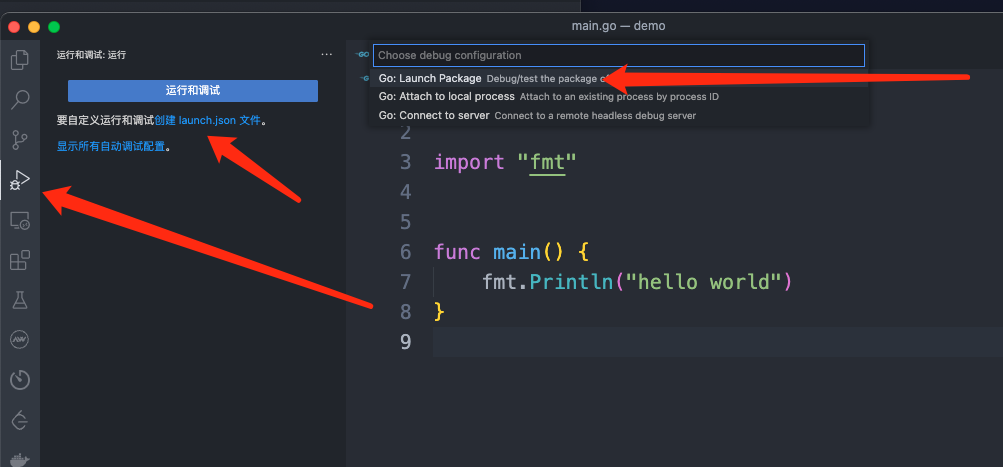 main.go — demo
运行和调试: 运行
运行和调试
要自定义运行和调试创建 launch.json 文件。
显示所有自动调试配置。
GO
Choose debug configuration
GO
Go: Launch Package Debug/test the package of
Go: Attach to local process Attach to an existing process by process ID
Go: Connect to server Connect to a remote headless debug server
2
3 import "fmt"
4
5
6 func main() {
7 fmt.Println("hello world")
8 }
9